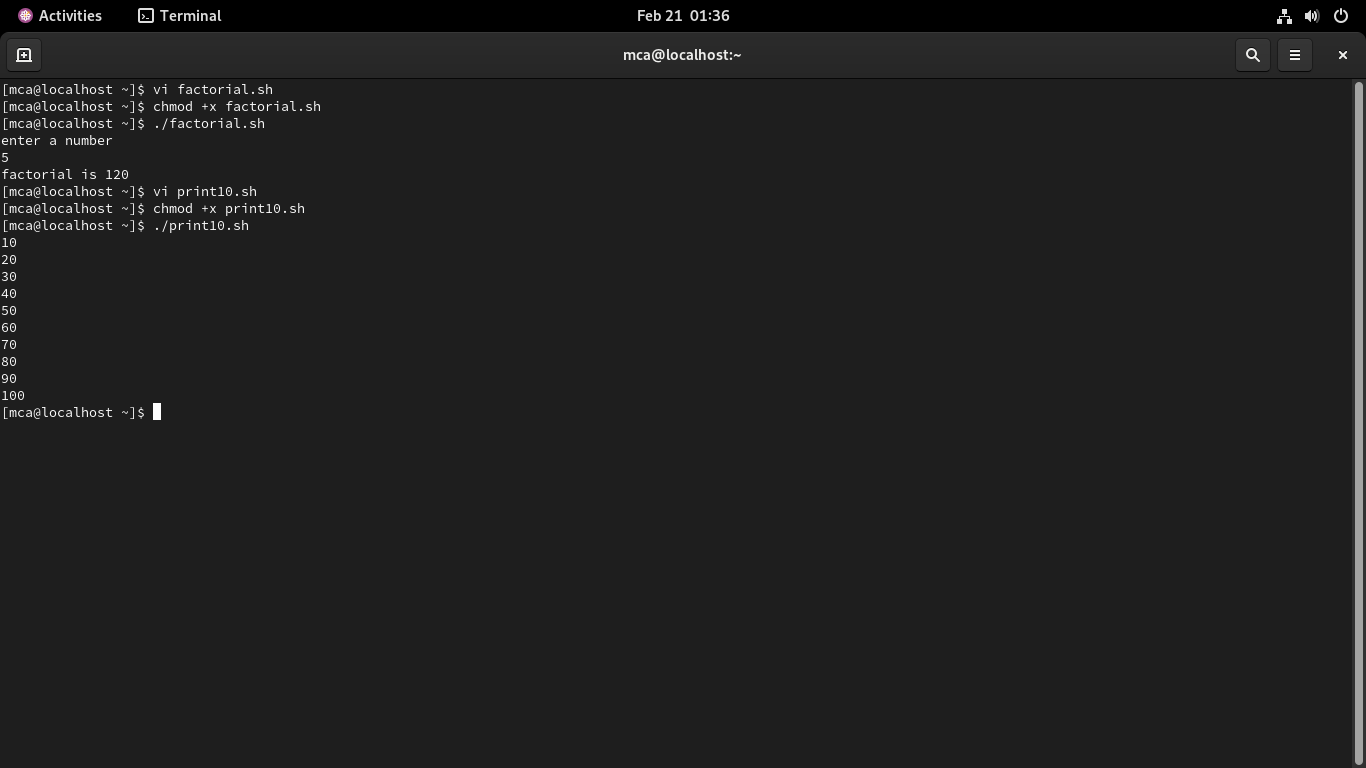 Activities Terminal Feb 21 01:36
mca@localhost:~
[mca@localhost ~]$ vi factorial.sh
[mca@localhost ~]$ chmod +x factorial.sh
[mca@localhost ~]$ ./factorial.sh
enter a number
5
factorial is 120
[mca@localhost ~]$ vi print10.sh
[mca@localhost ~]$ chmod +x print10.sh
[mca@localhost ~]$ ./print10.sh
10
20
30
40
50
60
70
80
90
100
[mca@localhost ~]$